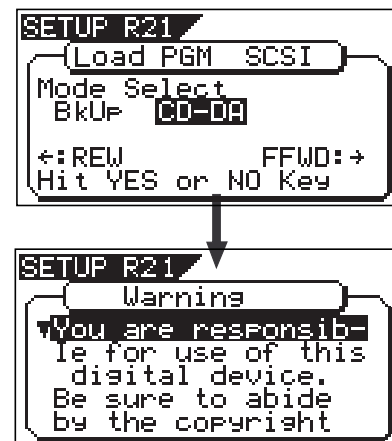 SETUP R21
Load PGM SCSI
Mode Select
BkUp CD-DA
←:REW FFWD:→
Hit YES or NO Key
SETUP R21
Warning
▼You are responsib-
le for use of this
digital device.
Be sure to abide
by the copyright